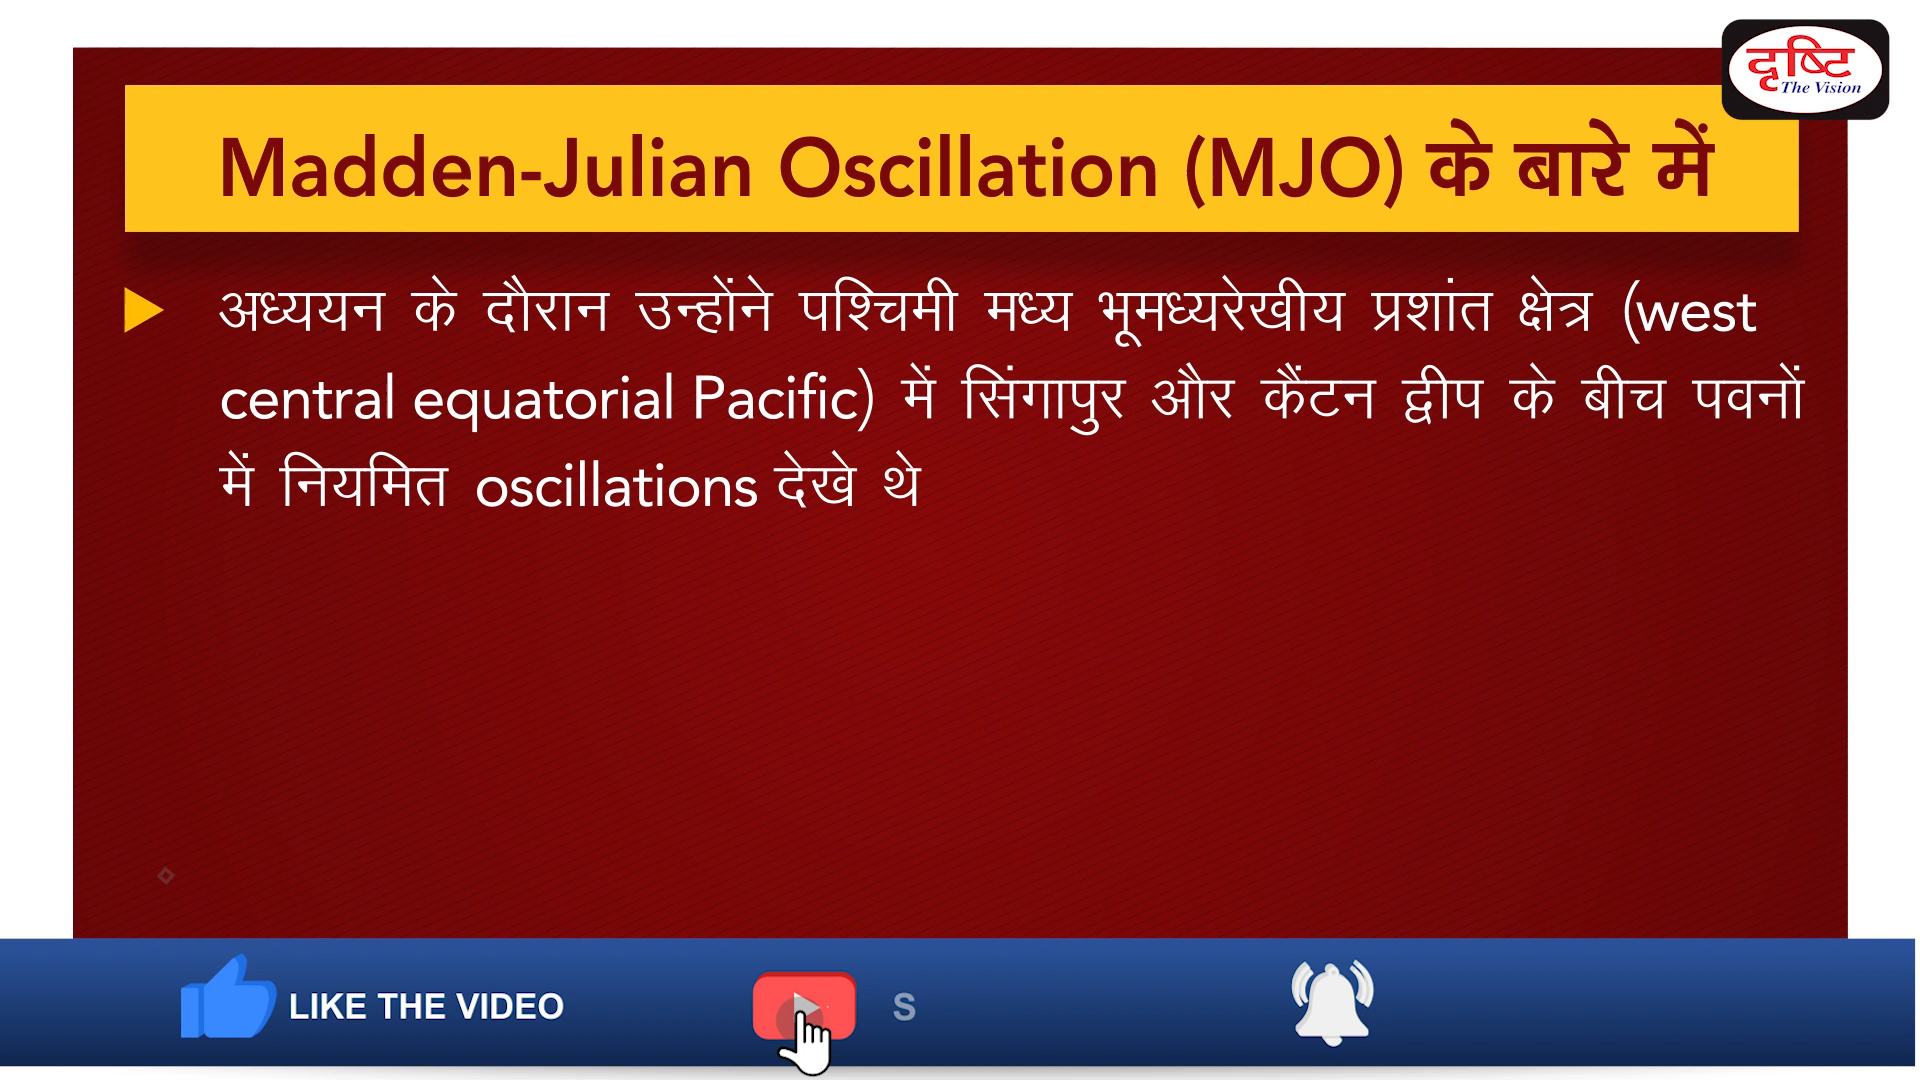 दृष्टि
The Vision
Madden-Julian Oscillation (MJO) के बारे में
अध्ययन के दौरान उन्होंने पश्चिमी मध्य भूमध्यरेखीय प्रशांत क्षेत्र (west
central equatorial Pacific) में सिंगापुर और कैंटन द्वीप के बीच पवनों
में नियमित oscillations देखे थे
LIKE THE VIDEO
S